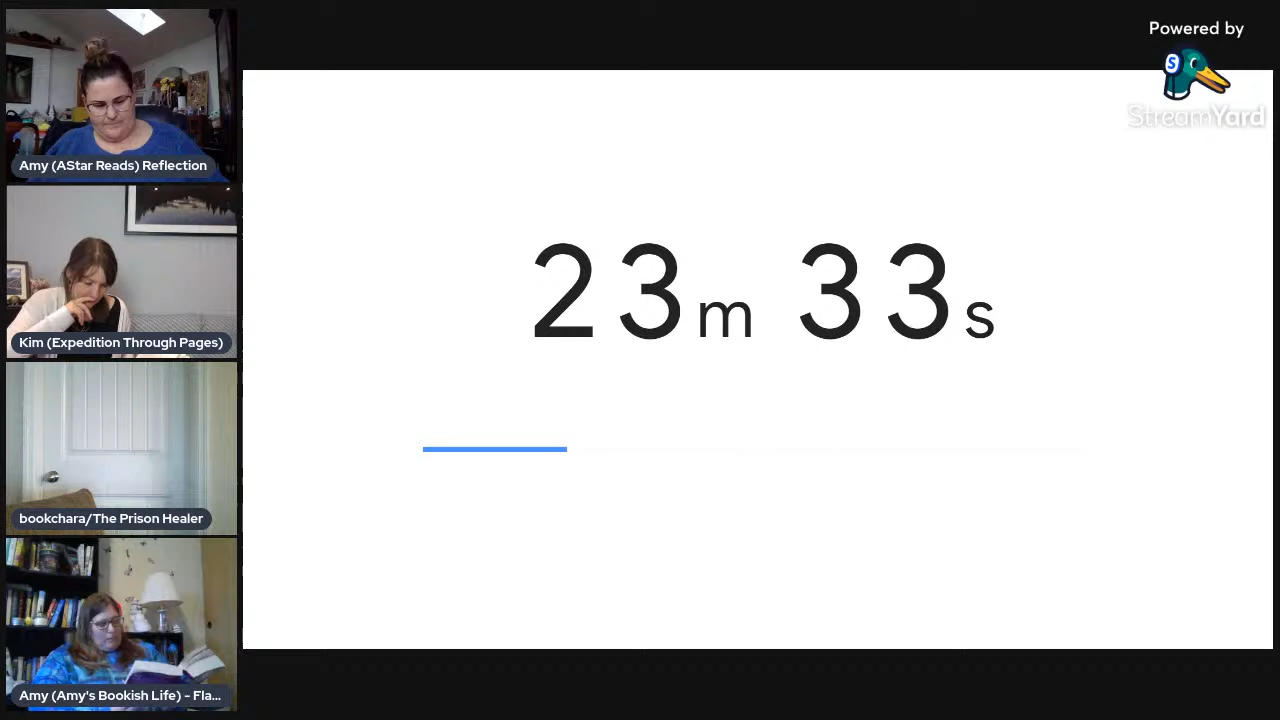 Powered by
S
StreamYard
Amy (AStar Reads) Reflection
Kim (Expedition Through Pages)
bookchara/The Prison Healer
Amy (Amy's Bookish Life) - Fla...
23m 33s